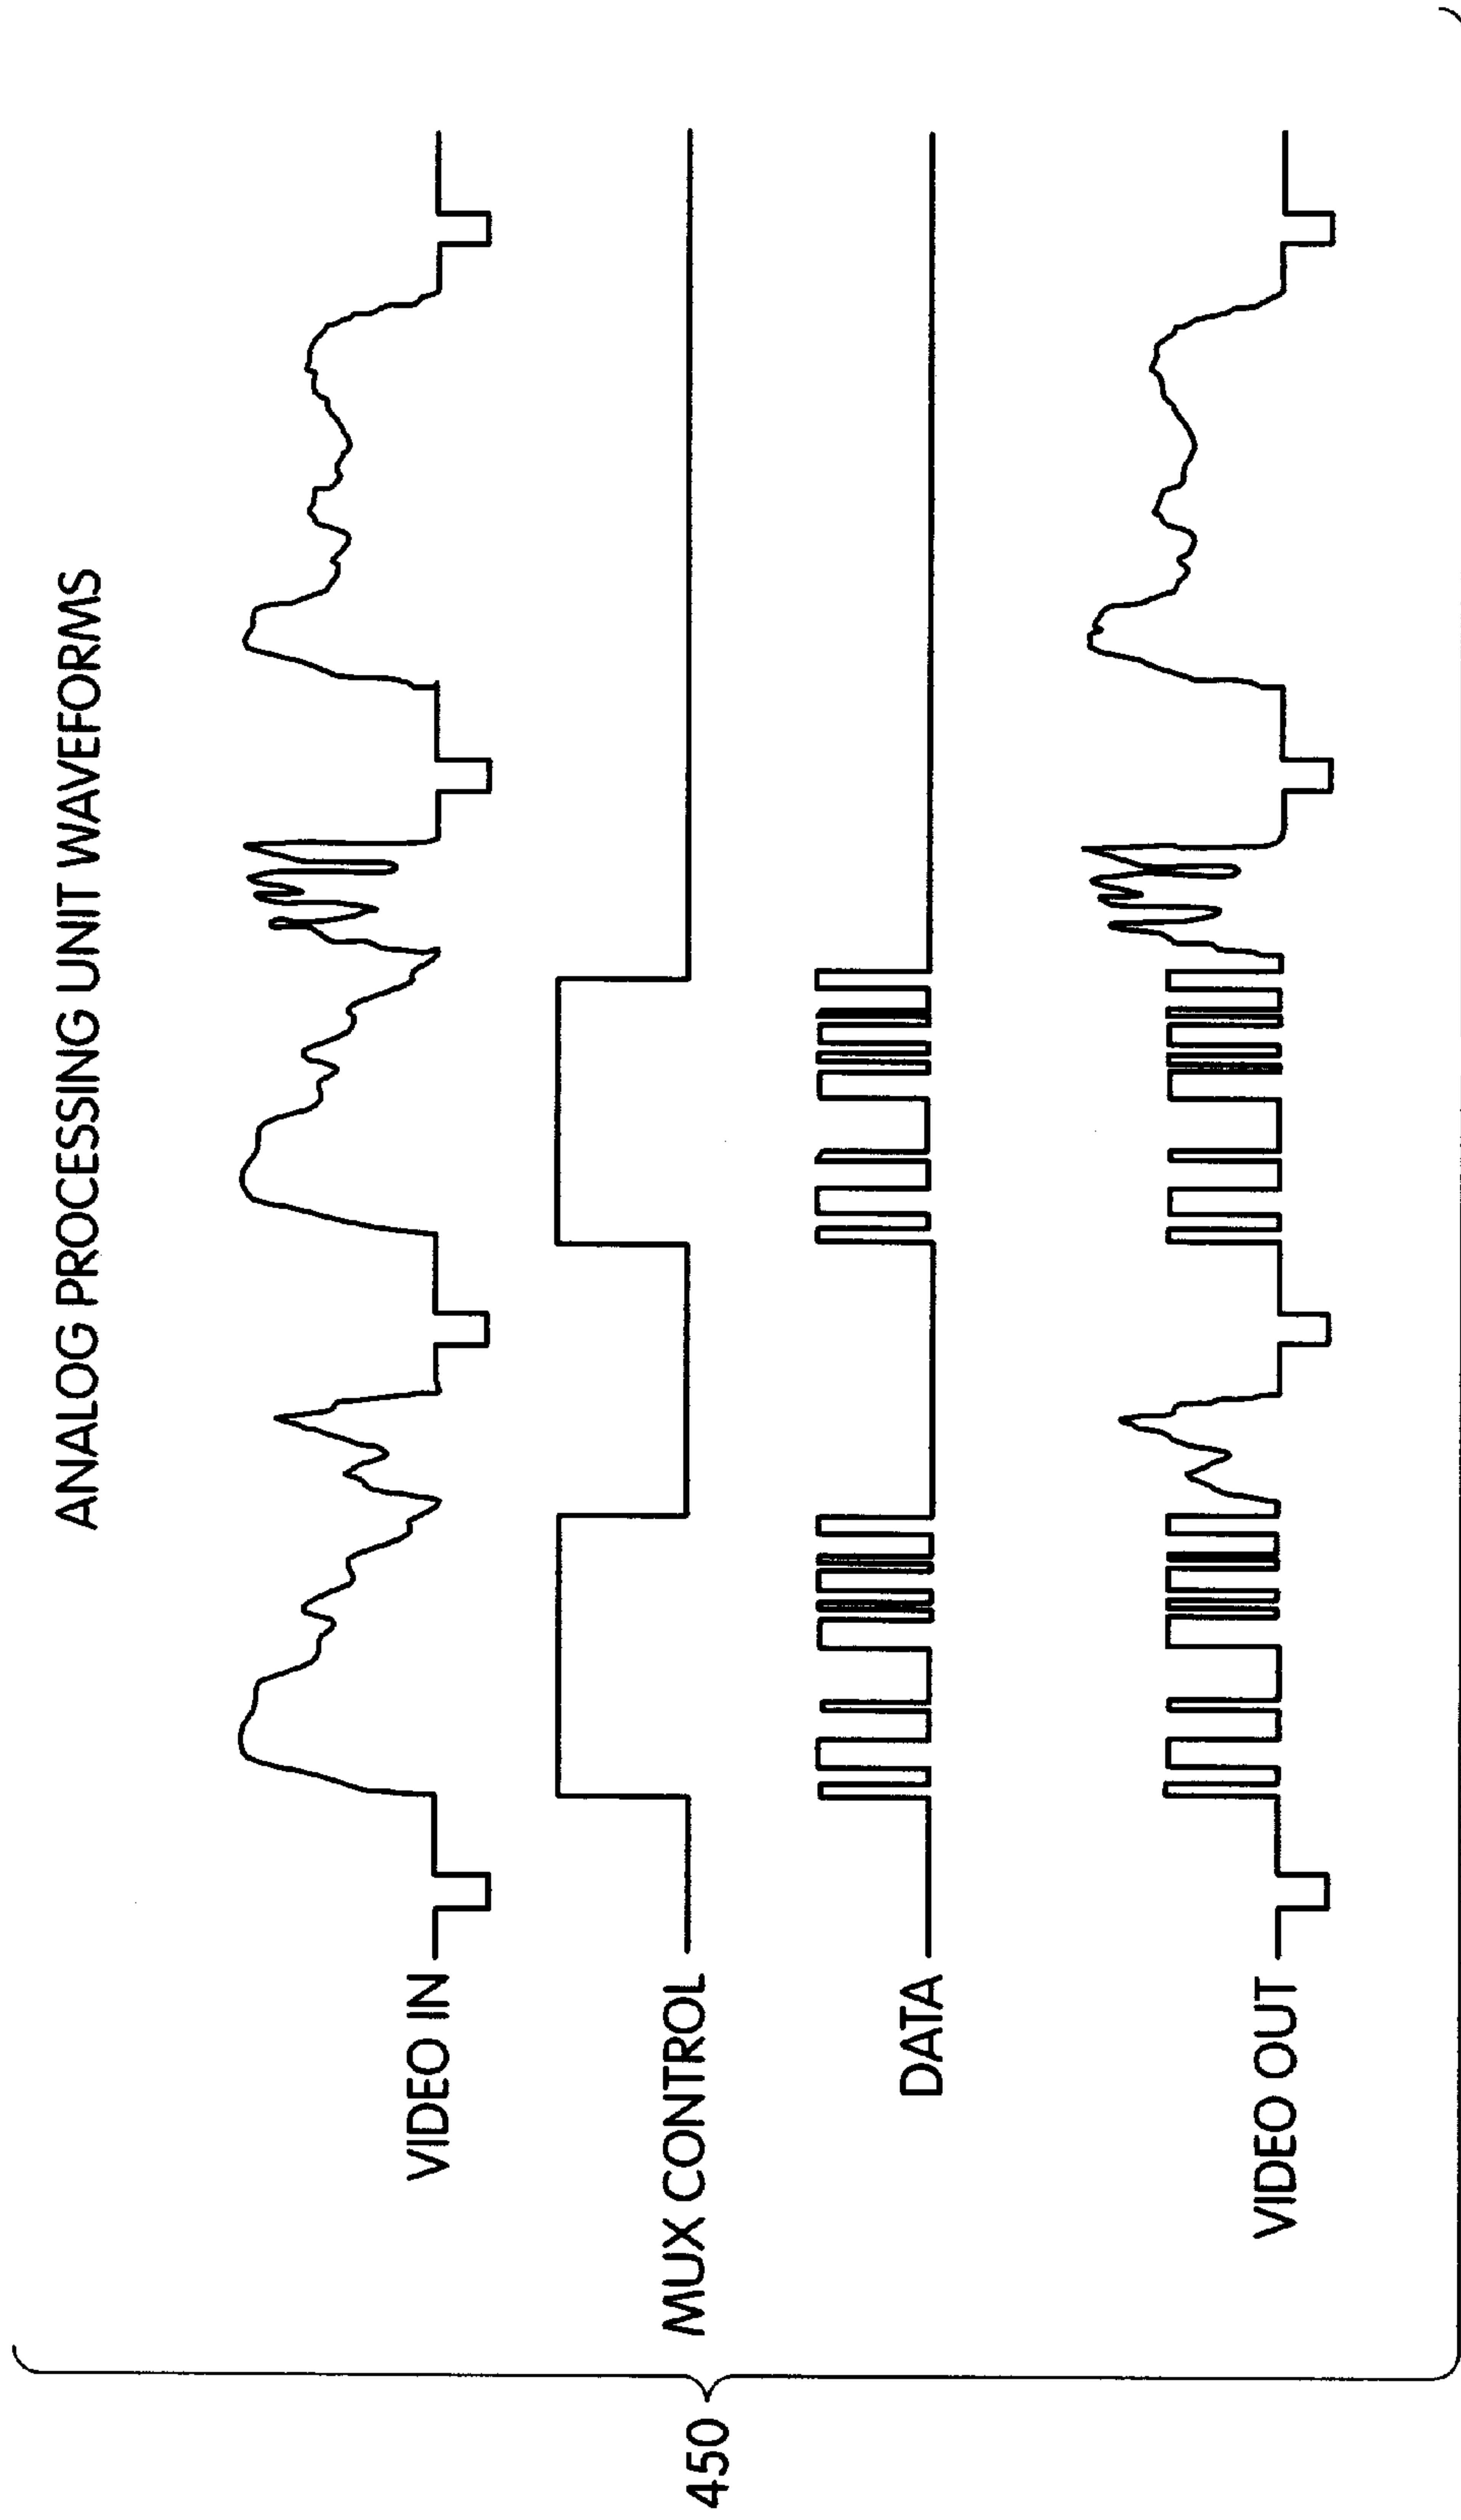 ANALOG PROCESSING UNIT WAVEFORMS
VIDEO IN
MUX CONTROL
DATA
VIDEO OUT
450